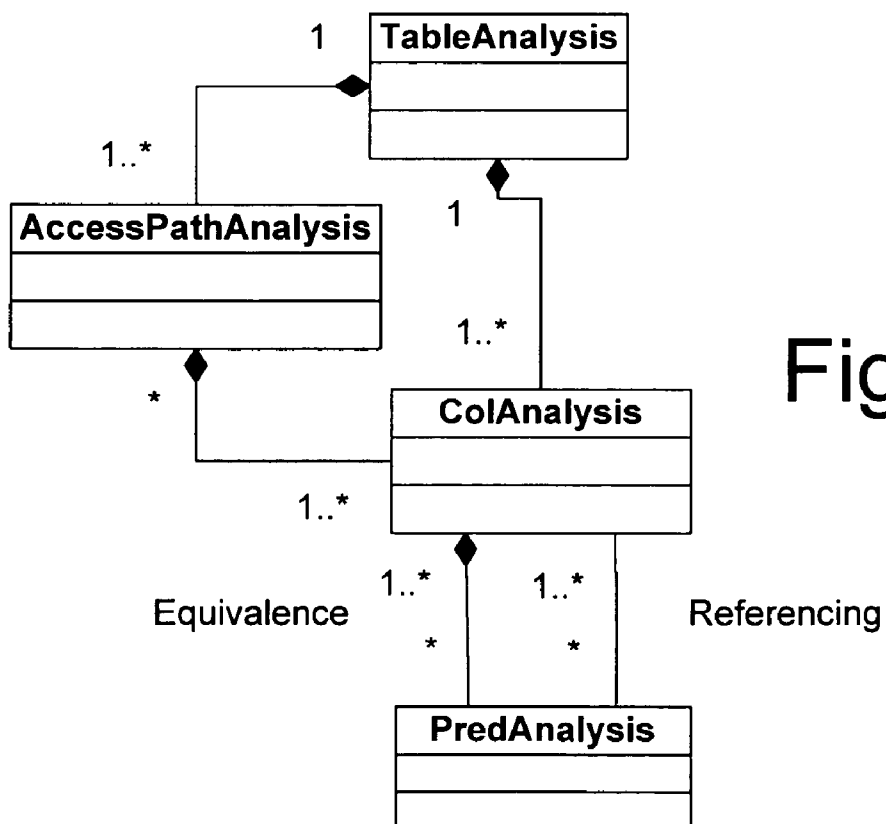 1
TableAnalysis
1..*
AccessPathAnalysis
1
1..*
*
ColAnalysis
Fig
1..*
1..*
1..*
Equivalence
Referencing
*
*
PredAnalysis